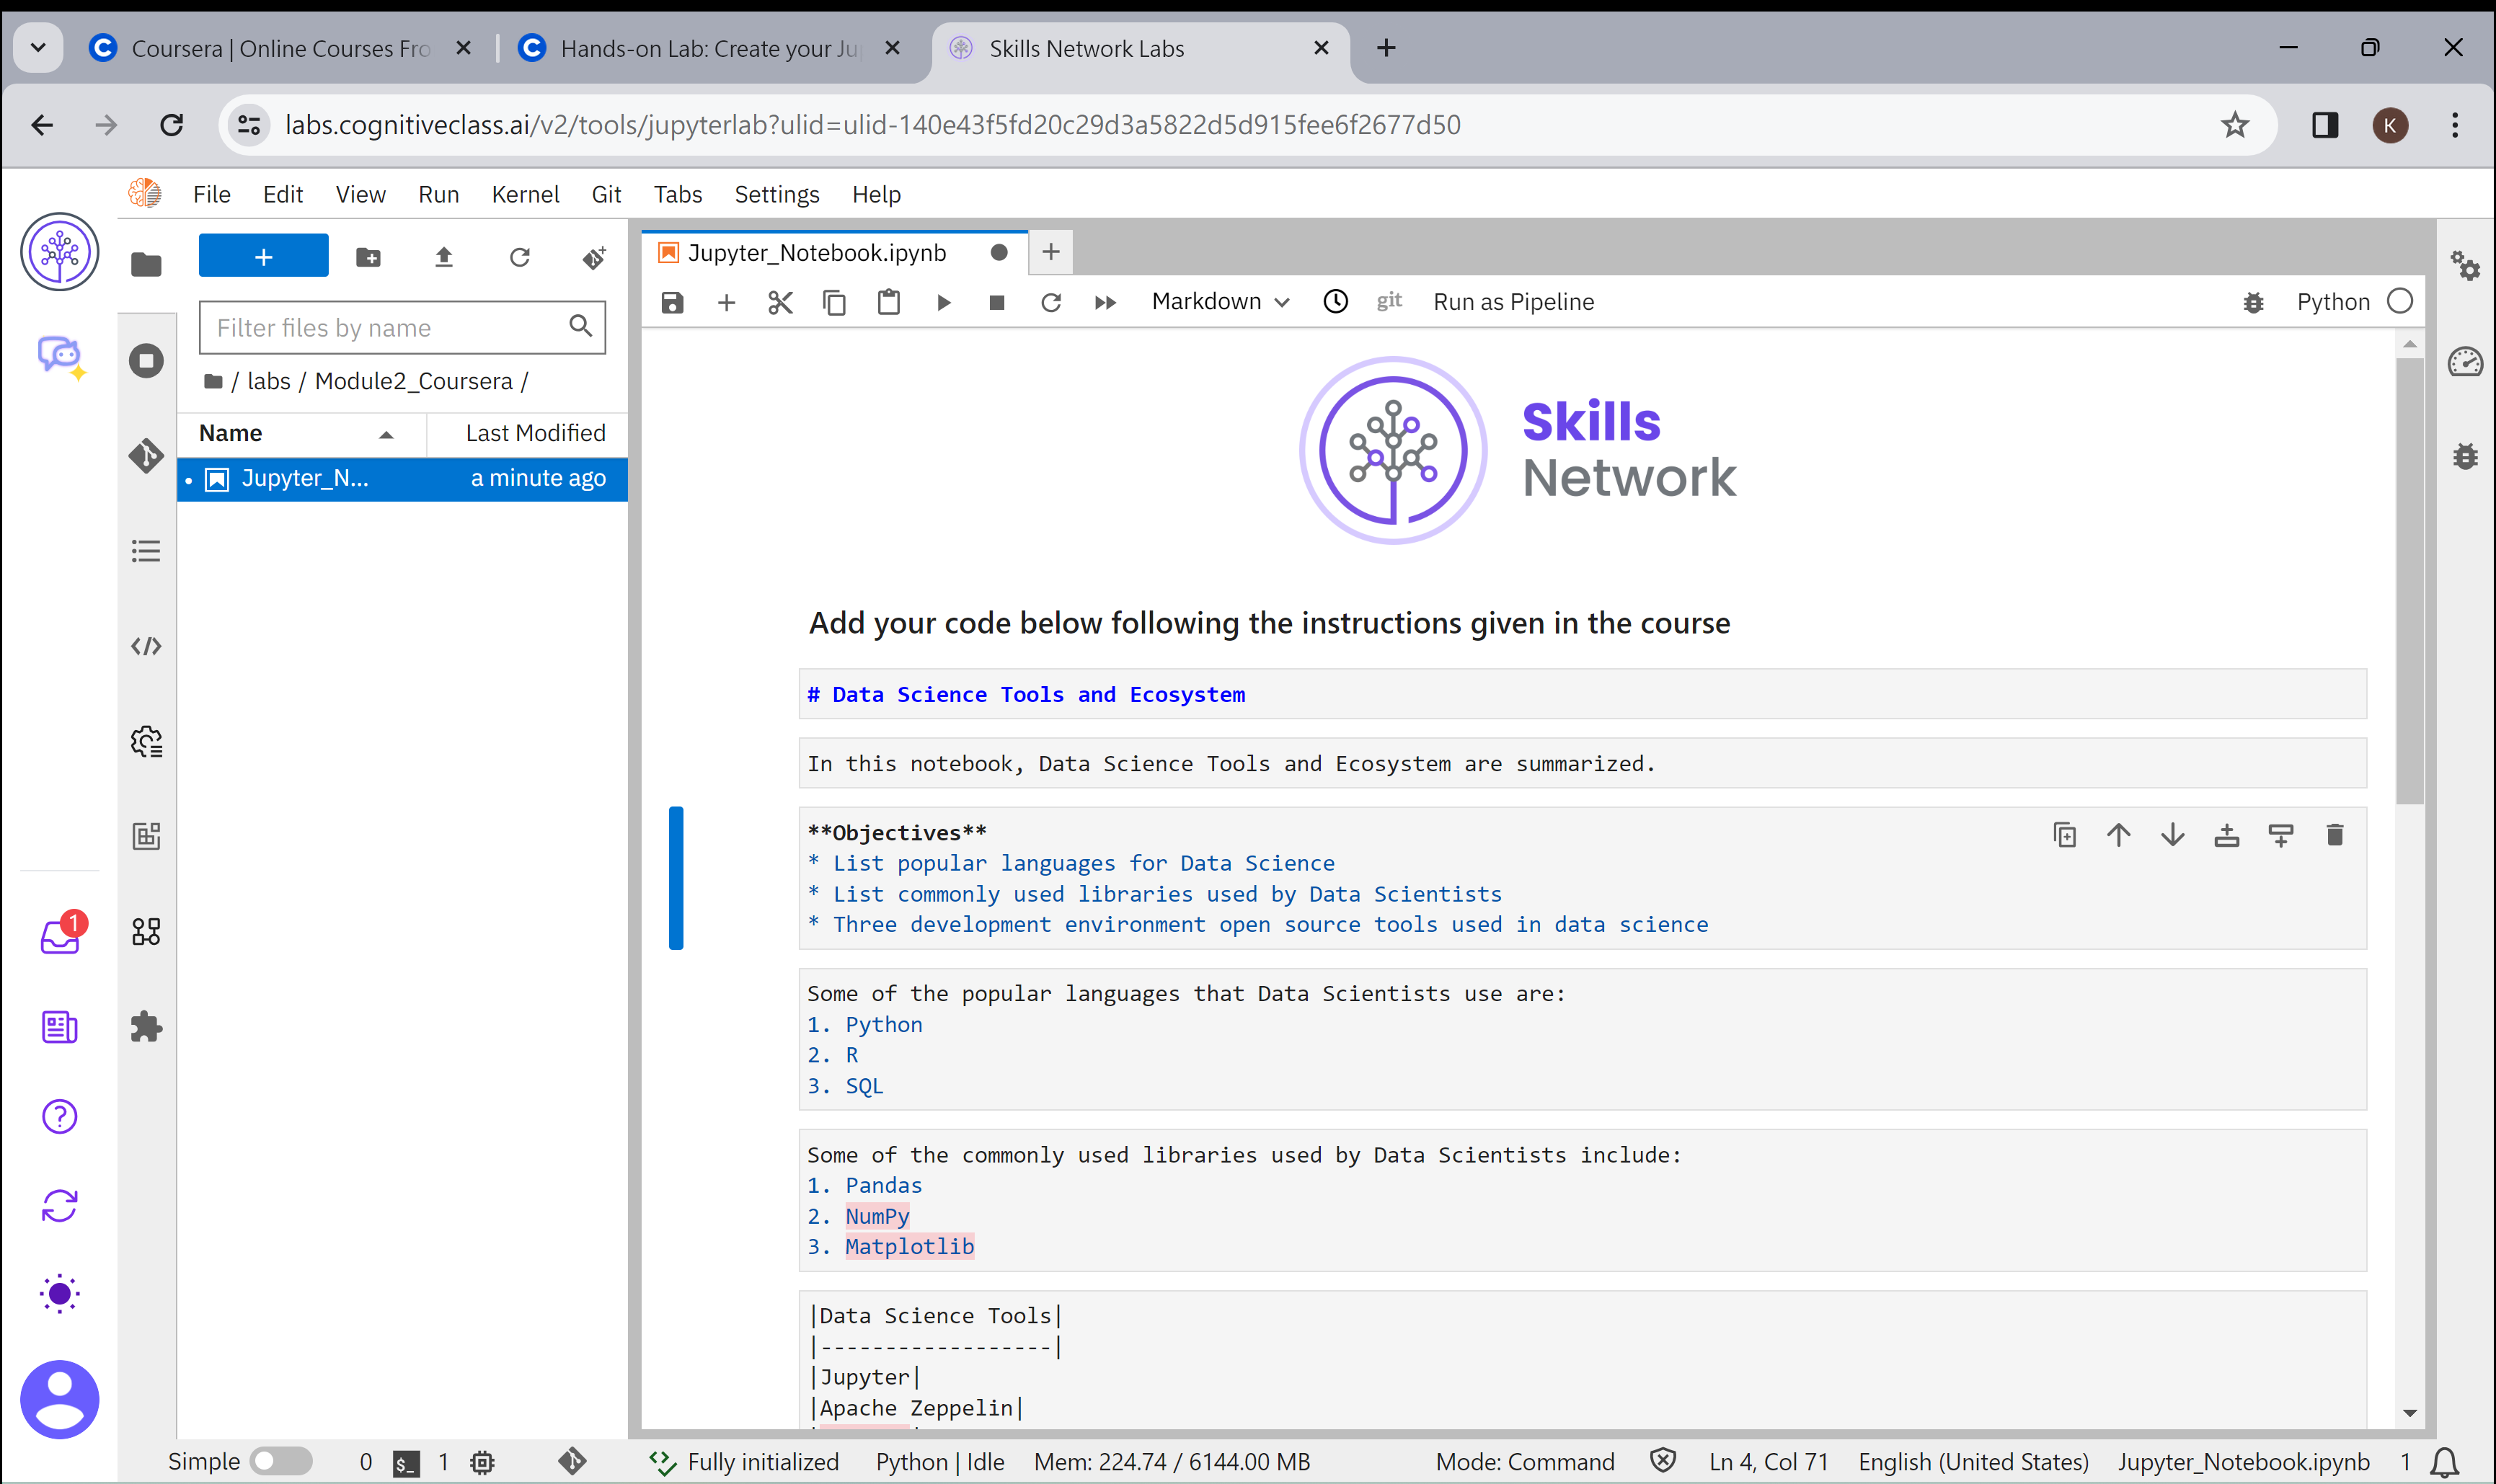 Coursera | Online Courses Fro
Hands-on Lab: Create your Ju
Skills Network Labs
labs.cognitiveclass.ai/v2/tools/jupyterlab?ulid=ulid-140e43f5fd20c29d3a5822d5d915fee6f2677d50
K
File Edit View Run Kernel Git Tabs Settings Help
Jupyter_Notebook.ipynb
Markdown git Run as Pipeline Python
Filter files by name
/ labs / Module2_Coursera /
Name Last Modified
Jupyter_N... a minute ago
Skills
Network
Add your code below following the instructions given in the course
# Data Science Tools and Ecosystem
In this notebook, Data Science Tools and Ecosystem are summarized.
**Objectives**
* List popular languages for Data Science
* List commonly used libraries used by Data Scientists
* Three development environment open source tools used in data science
Some of the popular languages that Data Scientists use are:
1. Python
2. R
3. SQL
Some of the commonly used libraries used by Data Scientists include:
1. Pandas
2. NumPy
3. Matplotlib
|Data Science Tools|
|------------------|
|Jupyter|
|Apache Zeppelin|
1
Simple 0 $_ 1 Fully initialized Python | Idle Mem: 224.74 / 6144.00 MB Mode: Command Ln 4, Col 71 English (United States) Jupyter_Notebook.ipynb 1